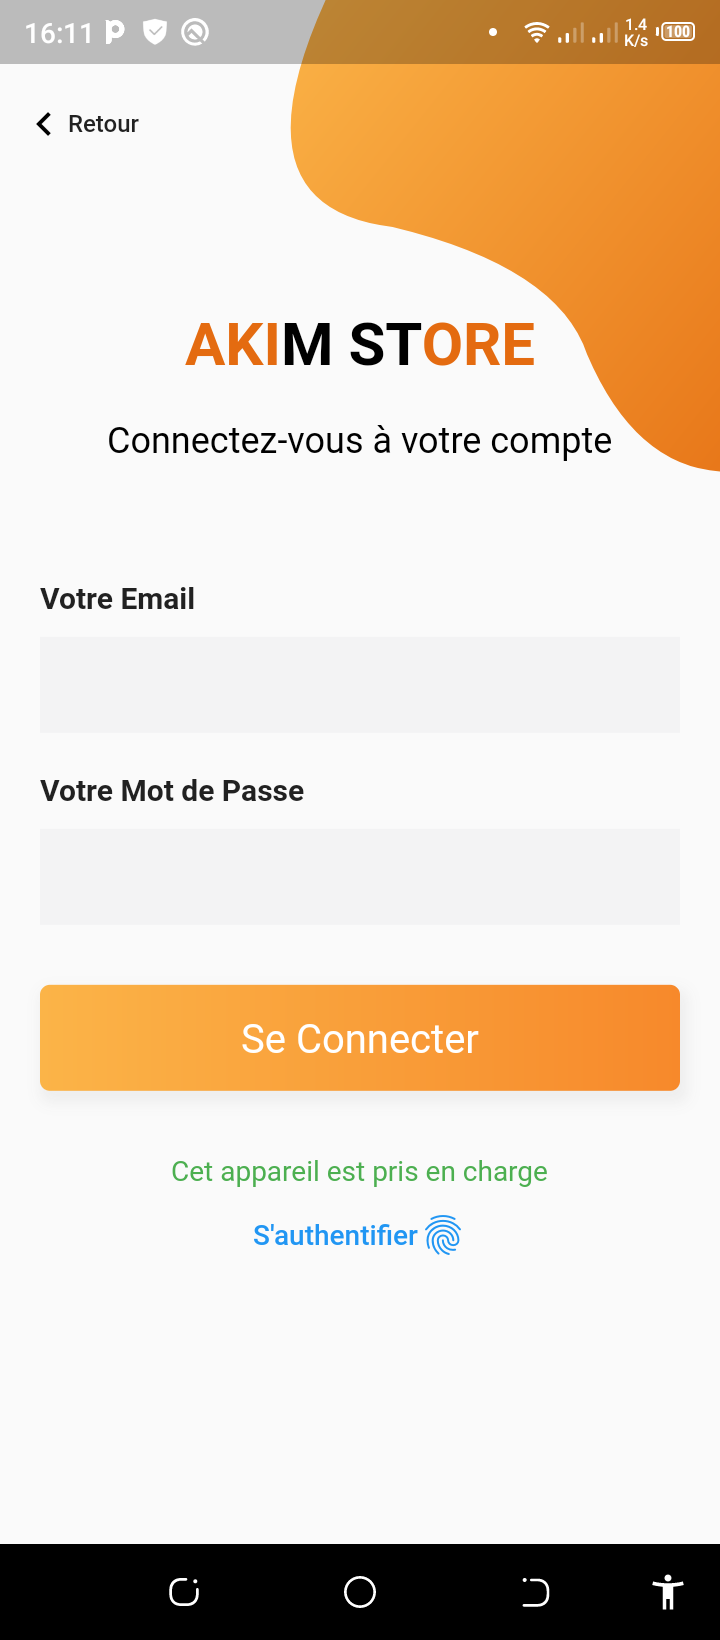 16:11
1.4
K/s
100
Retour
AKIM STORE
Connectez-vous à votre compte
Votre Email
Votre Mot de Passe
Se Connecter
Cet appareil est pris en charge
S'authentifier